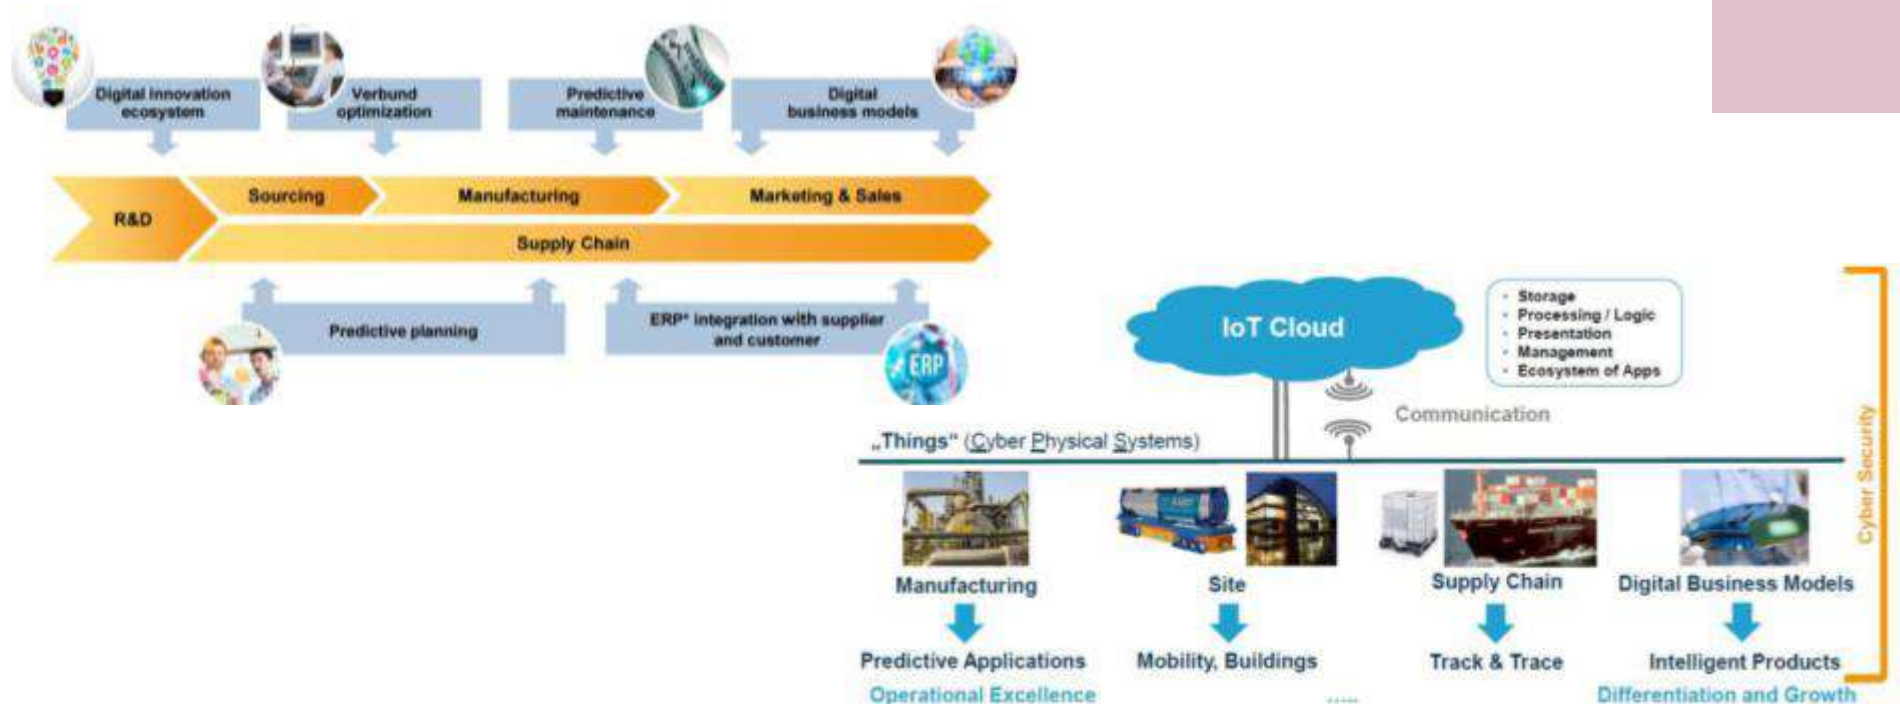 Digital innovation
ecosystem
Verbund
optimization
Predictive
maintenance
Digital
business models
R&D
Sourcing
Manufacturing
Marketing & Sales
Supply Chain
Predictive planning
ERP* integration with supplier
and customer
ERP
IoT Cloud
• Storage
• Processing / Logic
• Presentation
• Management
• Ecosystem of Apps
Communication
„Things“ (Cyber Physical Systems)
Cyber Security
Manufacturing
Site
Supply Chain
Digital Business Models
Predictive Applications
Mobility, Buildings
Track & Trace
Intelligent Products
Operational Excellence
.....
Differentiation and Growth